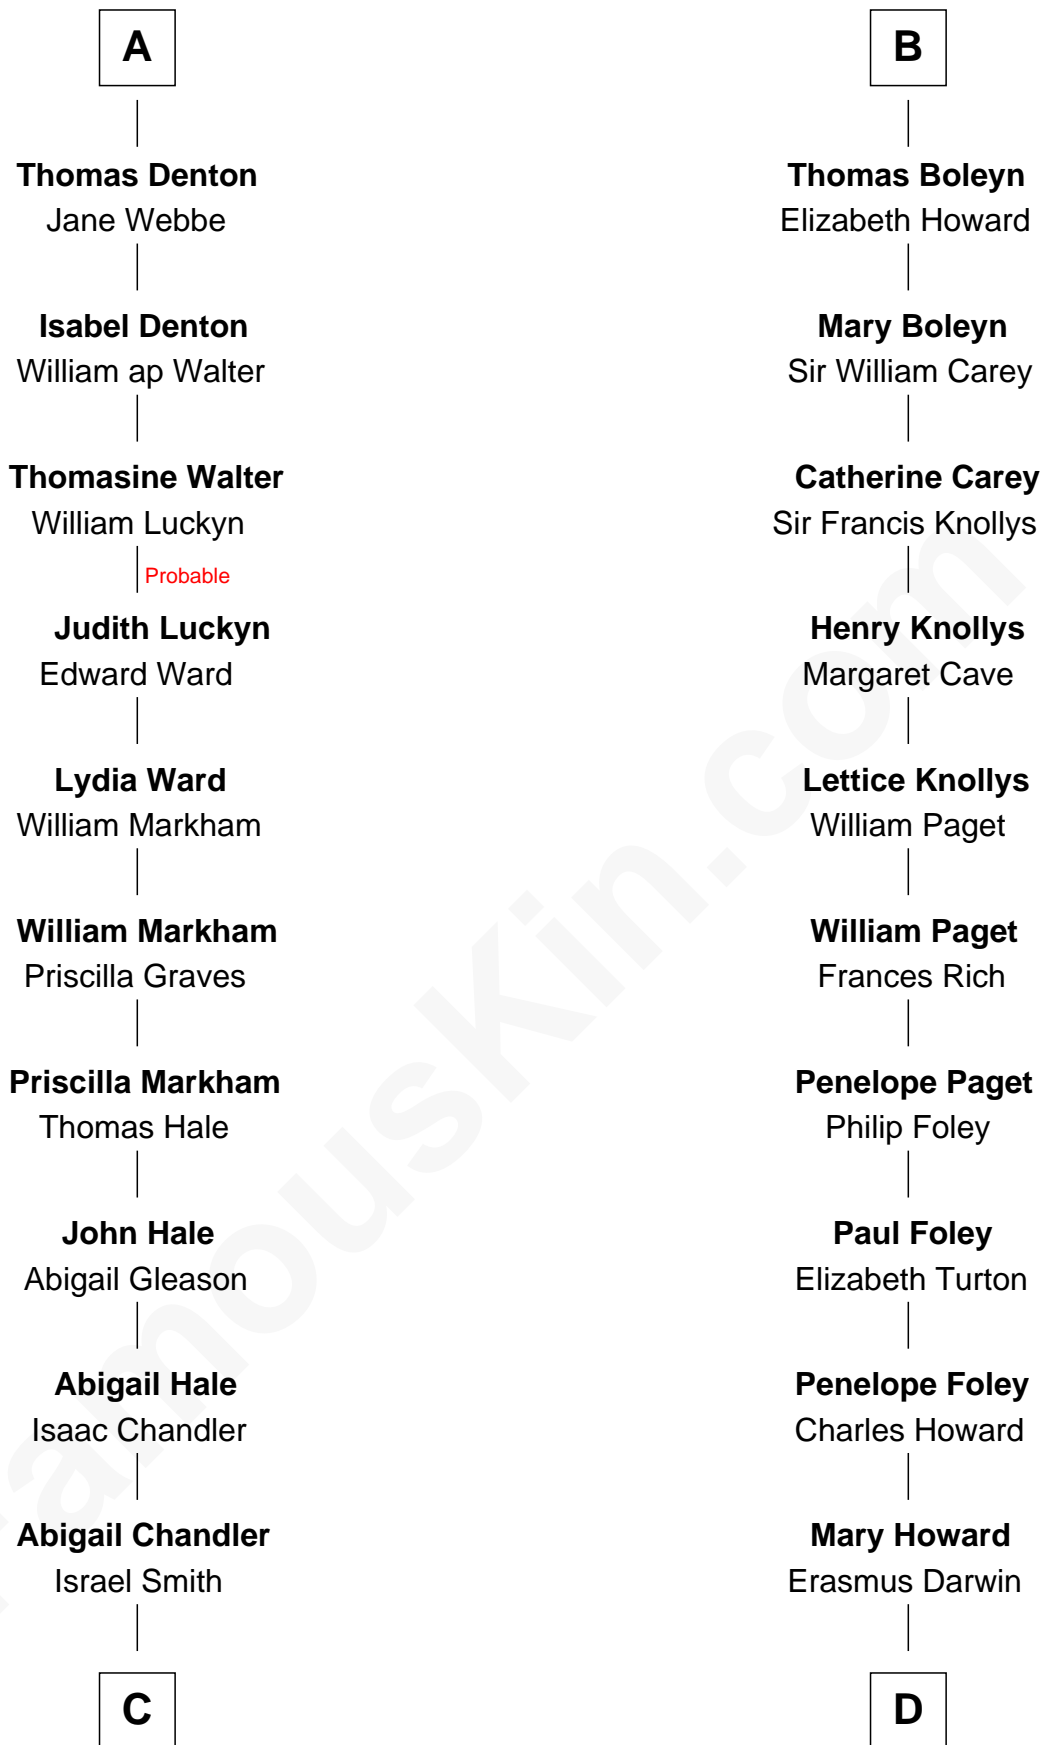 A
Thomas Denton
Jane Webbe
Isabel Denton
William ap Walter
Thomasine Walter
William Luckyn
Probable
Judith Luckyn
Edward Ward
Lydia Ward
William Markham
William Markham
Priscilla Graves
Priscilla Markham
Thomas Hale
John Hale
Abigail Gleason
Abigail Hale
Isaac Chandler
Abigail Chandler
Israel Smith
C
B
Thomas Boleyn
Elizabeth Howard
Mary Boleyn
Sir William Carey
Catherine Carey
Sir Francis Knollys
Henry Knollys
Margaret Cave
Lettice Knollys
William Paget
William Paget
Frances Rich
Penelope Paget
Philip Foley
Paul Foley
Elizabeth Turton
Penelope Foley
Charles Howard
Mary Howard
Erasmus Darwin
D
FamousKin.com